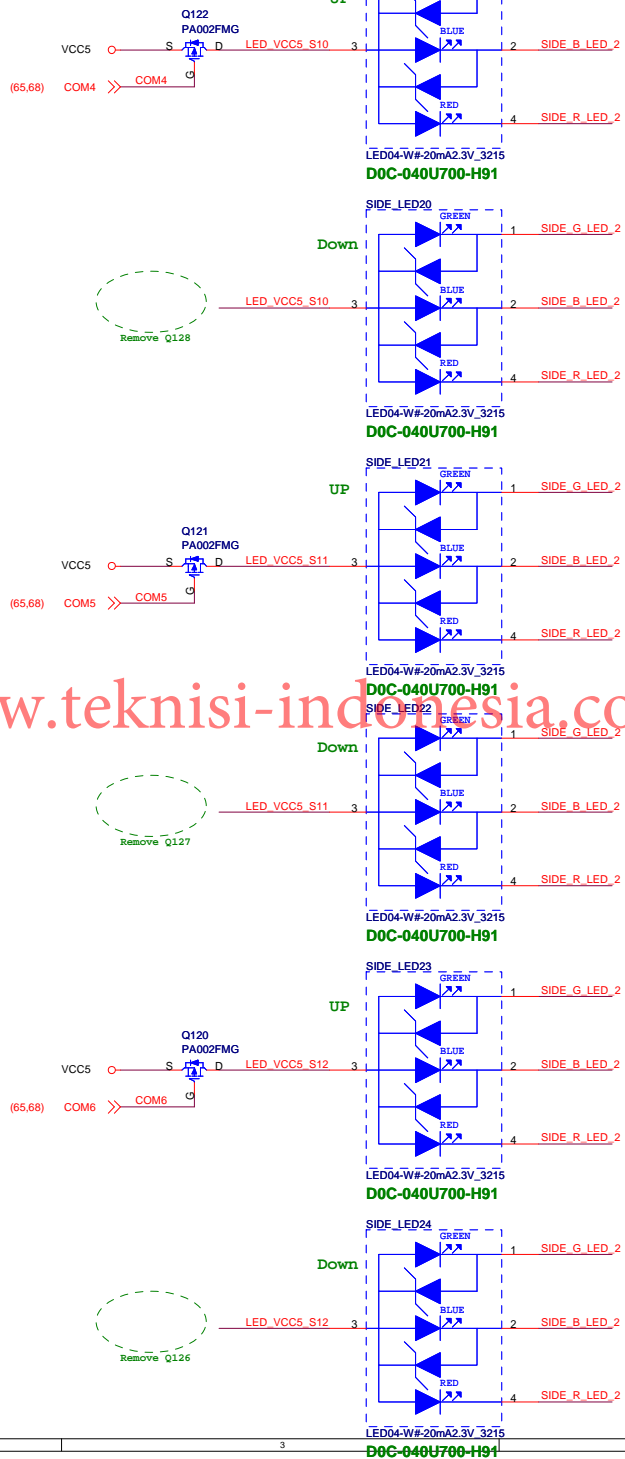 UP
Q122
PA002FMG
BLUE
VCC5
S
D
LED_VCC5_S10
3
2
SIDE_B_LED_2
G
(65,68)
COM4
COM4
RED
4
SIDE_R_LED_2
LED04-W#-20mA2.3V_3215
D0C-040U700-H91
SIDE_LED20
GREEN
1
SIDE_G_LED_2
Down
BLUE
LED_VCC5_S10
3
2
SIDE_B_LED_2
Remove Q128
RED
4
SIDE_R_LED_2
LED04-W#-20mA2.3V_3215
D0C-040U700-H91
SIDE_LED21
GREEN
1
SIDE_G_LED_2
UP
Q121
PA002FMG
BLUE
VCC5
S
D
LED_VCC5_S11
3
2
SIDE_B_LED_2
G
(65,68)
COM5
COM5
RED
4
SIDE_R_LED_2
LED04-W#-20mA2.3V_3215
D0C-040U700-H91
w.teknisi-indonesia.co
SIDE_LED22
GREEN
1
SIDE_G_LED_2
Down
BLUE
LED_VCC5_S11
3
2
SIDE_B_LED_2
Remove Q127
RED
4
SIDE_R_LED_2
LED04-W#-20mA2.3V_3215
D0C-040U700-H91
SIDE_LED23
GREEN
1
SIDE_G_LED_2
UP
Q120
PA002FMG
BLUE
VCC5
S
D
LED_VCC5_S12
3
2
SIDE_B_LED_2
G
(65,68)
COM6
COM6
RED
4
SIDE_R_LED_2
LED04-W#-20mA2.3V_3215
D0C-040U700-H91
SIDE_LED24
GREEN
1
SIDE_G_LED_2
Down
BLUE
LED_VCC5_S12
3
2
SIDE_B_LED_2
Remove Q126
RED
4
SIDE_R_LED_2
LED04-W#-20mA2.3V_3215
3
D0C-040U700-H91